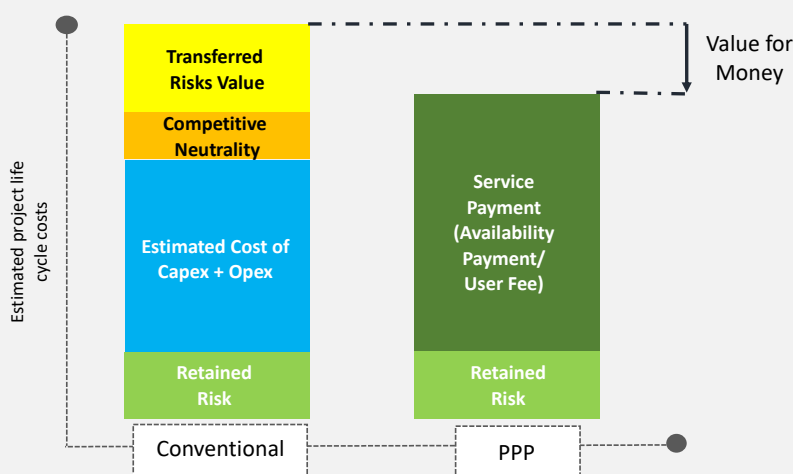 Transferred
Risks Value
Competitive
Neutrality
Estimated Cost of
Capex + Opex
Retained
Risk
Conventional
Service
Payment
(Availability
Payment/
User Fee)
Retained
Risk
PPP
Value for
Money
Estimated project life
cycle costs